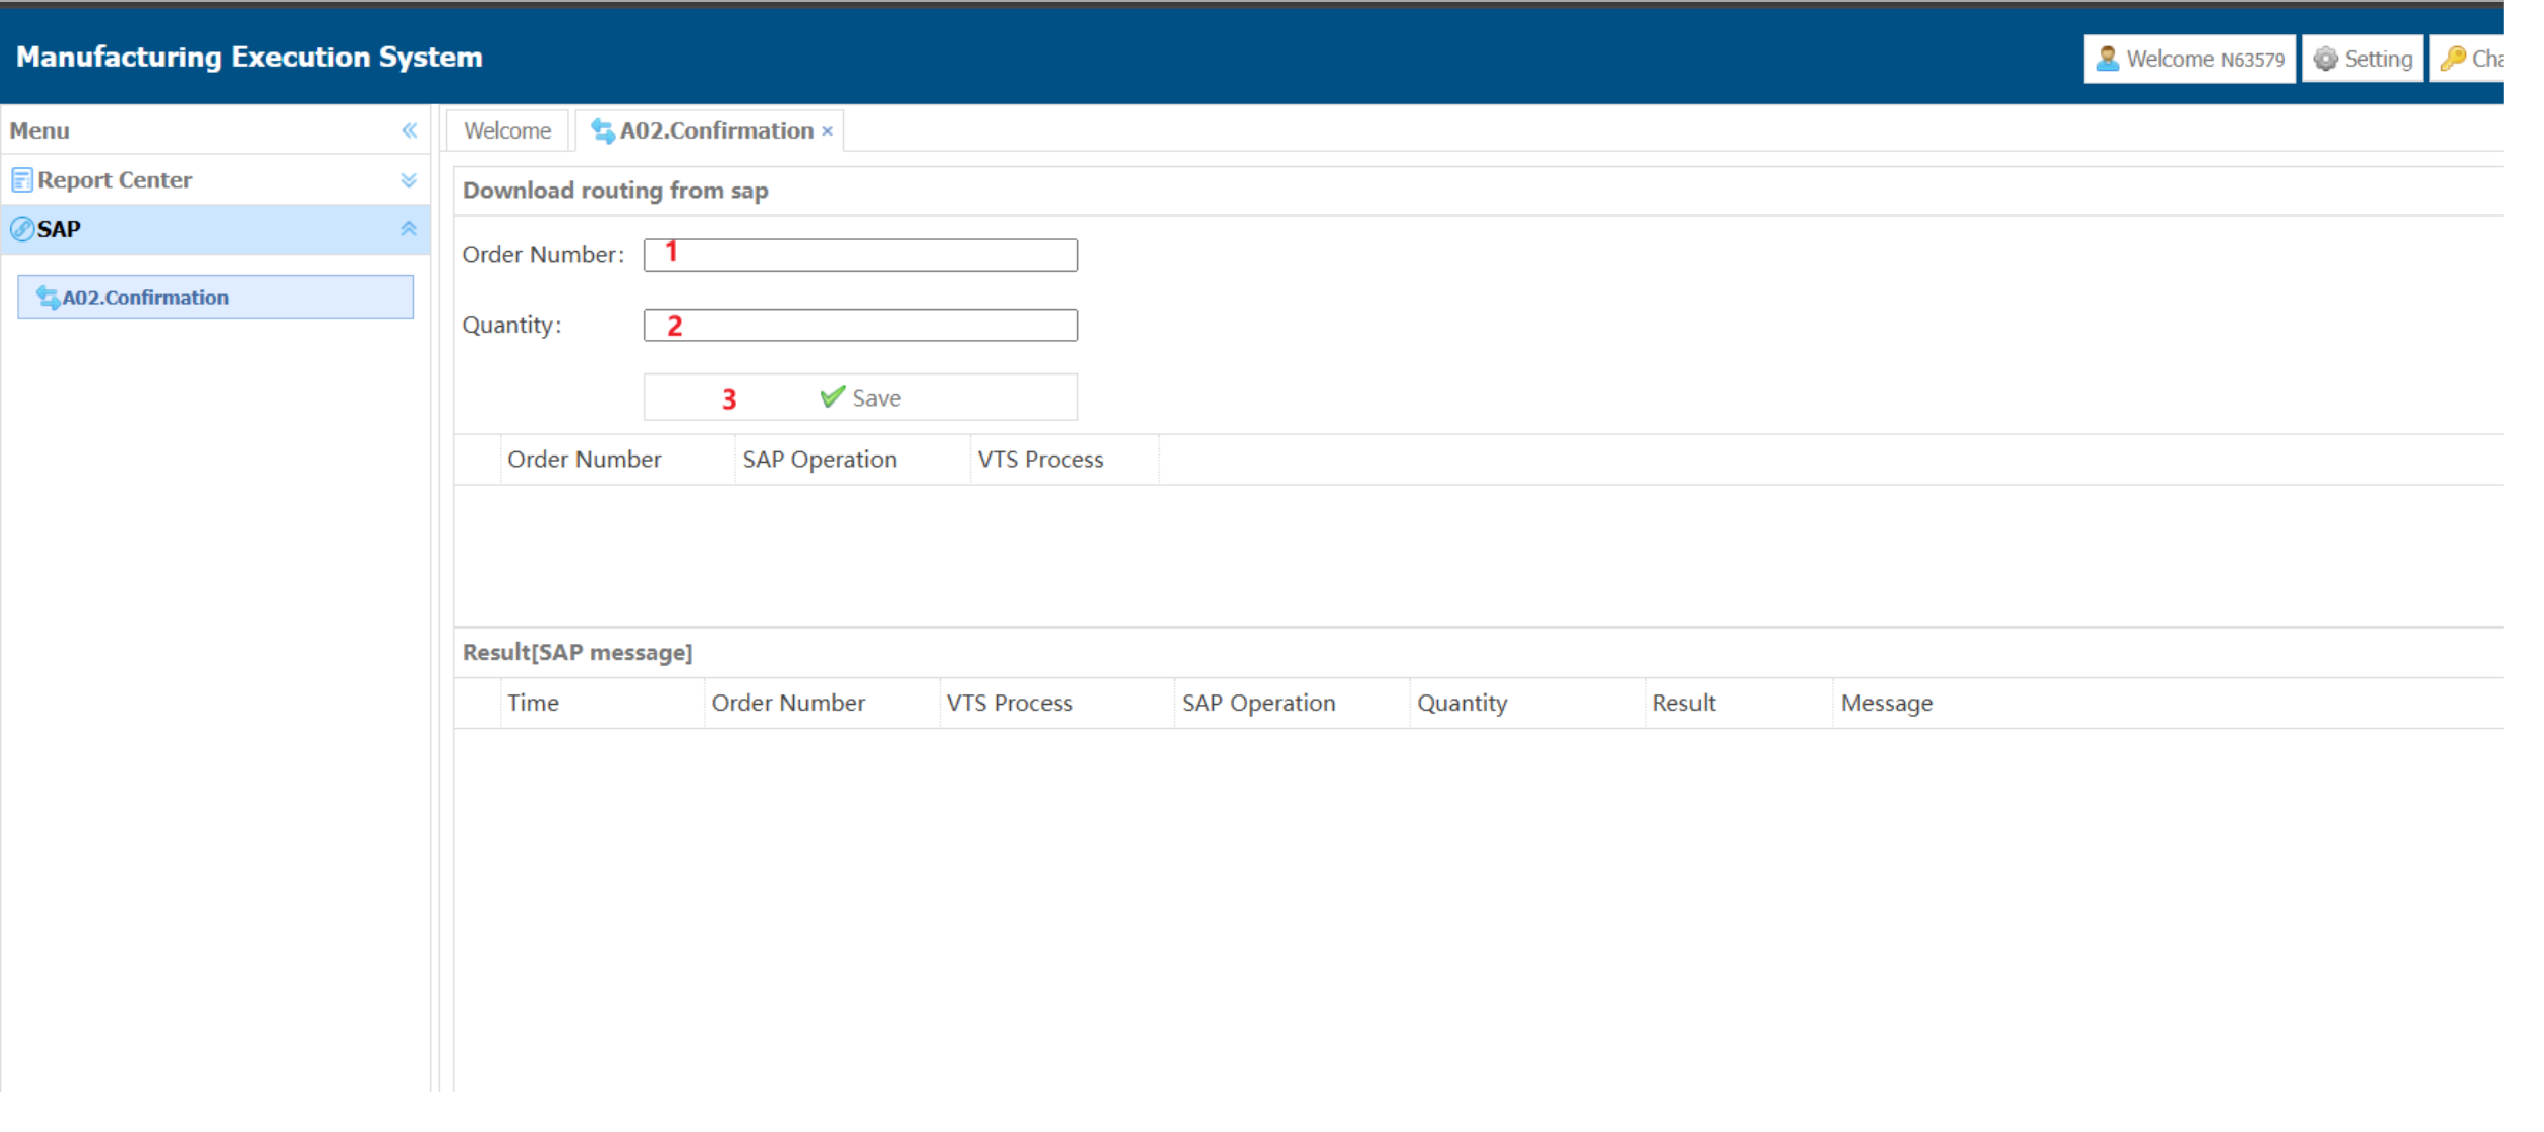 Manufacturing Execution System
Welcome N63579 Setting Cha
Menu
Report Center
SAP
A02.Confirmation
Welcome A02.Confirmation ×
Download routing from sap
Order Number: 1
Quantity: 2
3 Save
Order Number SAP Operation VTS Process
Result[SAP message]
Time Order Number VTS Process SAP Operation Quantity Result Message